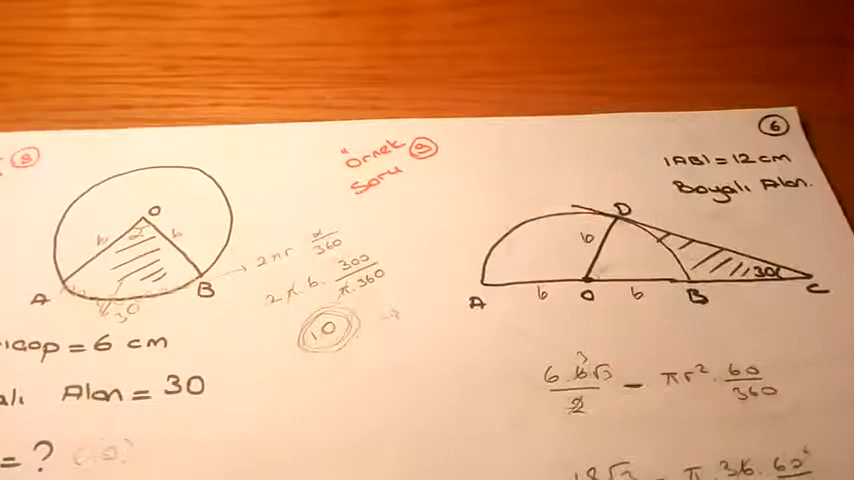 8
O
6
α
6
A
B
30
2πr α/360
2.π.6. 300/π.360
10
= 6 cm
Alan = 30
= ?
"Örnek
Soru
9
6
|AB| = 12 cm
Boyalı Alan.
D
6
30
A
6
O
6
B
C
3
6.6√3/2 - πr² . 60/360
18√3 - π.36.60